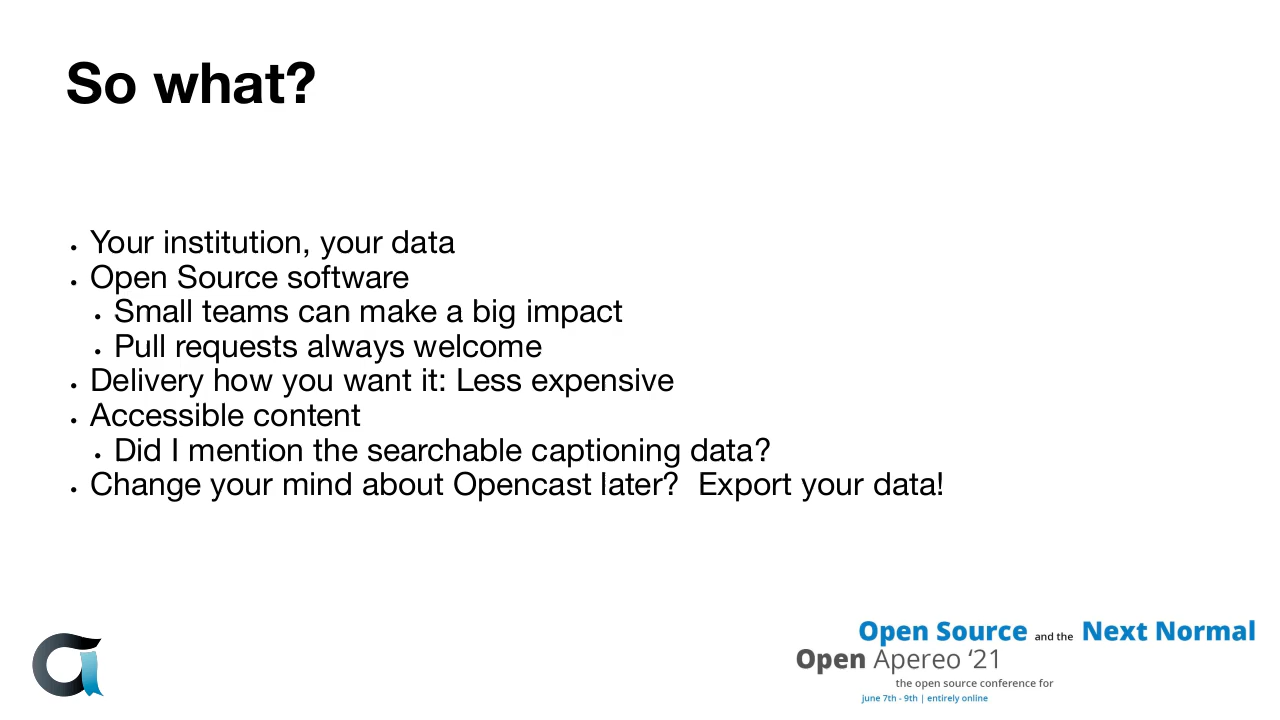 So what?
• Your institution, your data
• Open Source software
• Small teams can make a big impact
• Pull requests always welcome
• Delivery how you want it: Less expensive
• Accessible content
• Did I mention the searchable captioning data?
• Change your mind about Opencast later?  Export your data!
Open Source and the Next Normal
Open Apereo ‘21
the open source conference for
june 7th - 9th | entirely online